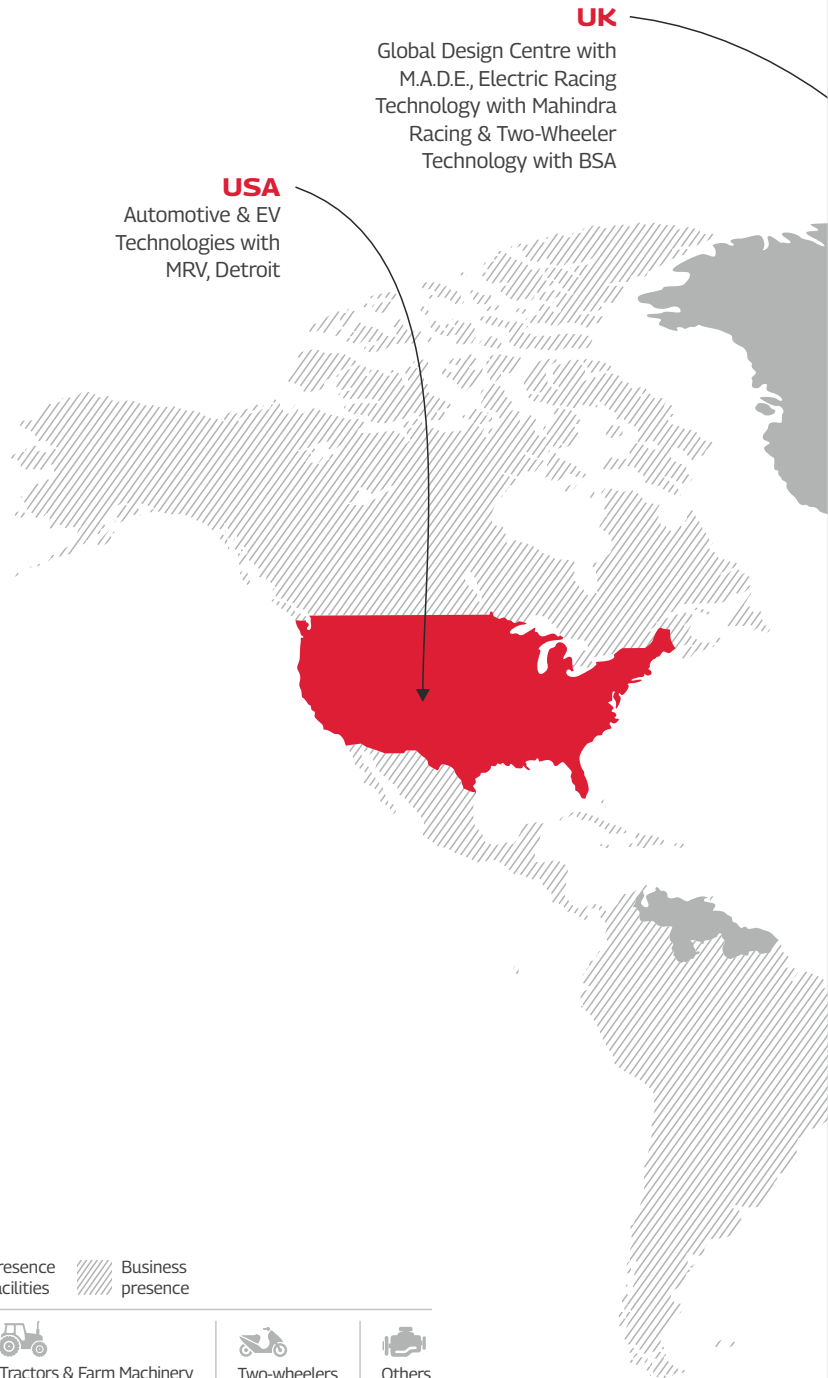 UK
Global Design Centre with
M.A.D.E., Electric Racing
Technology with Mahindra
Racing & Two-Wheeler
Technology with BSA
USA
Automotive & EV
Technologies with
MRV, Detroit
Business
presence
Tractors & Farm Machinery
Two-wheelers
Others